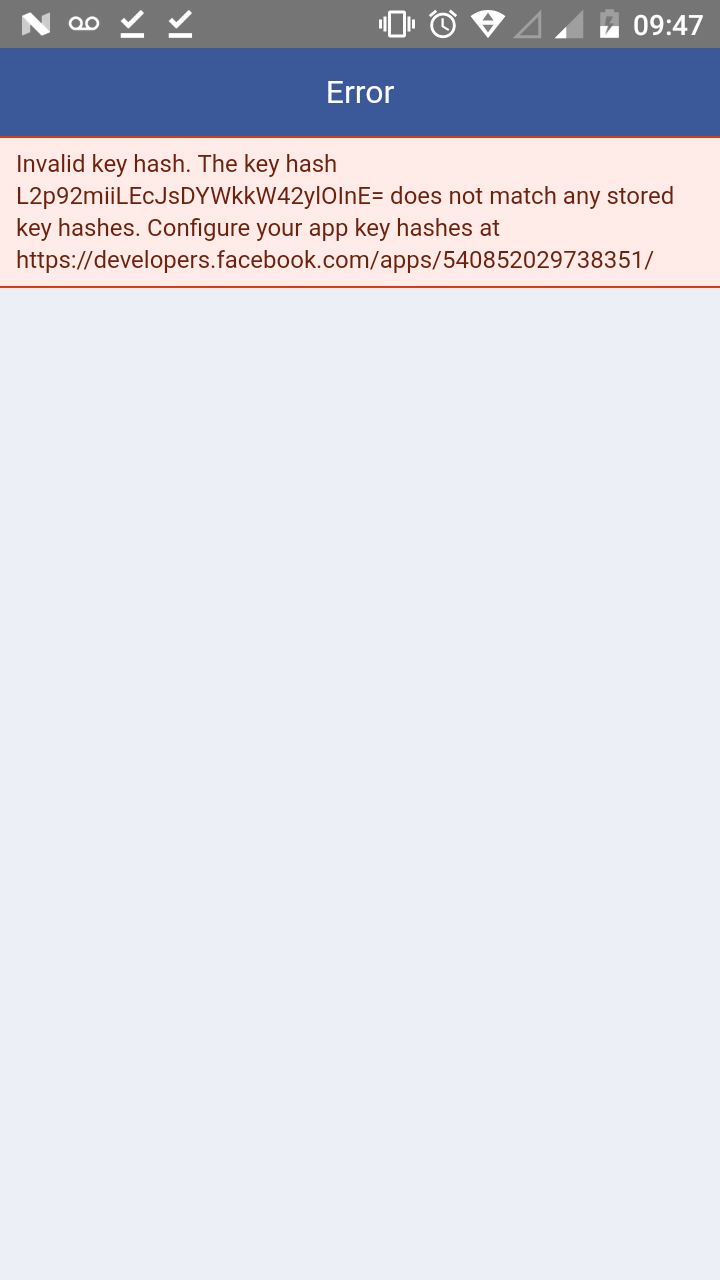 09:47
Error
Invalid key hash. The key hash
L2p92miiLEcJsDYWkkW42ylOInE= does not match any stored
key hashes. Configure your app key hashes at
https://developers.facebook.com/apps/540852029738351/